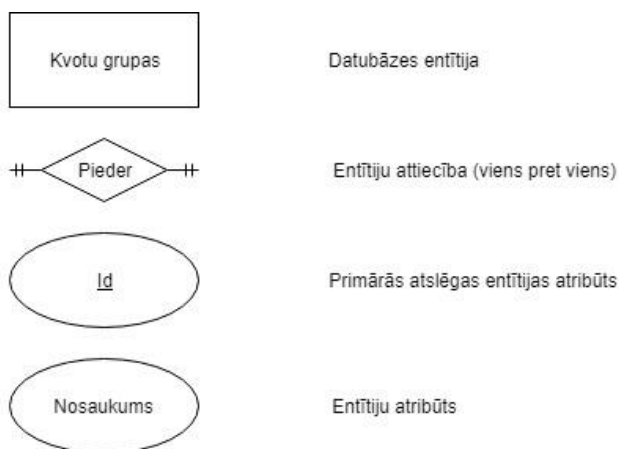 Kvotu grupas Datubāzes entītija
Pieder Entītiju attiecība (viens pret viens)
Id Primārās atslēgas entītijas atribūts
Nosaukums Entītiju atribūts